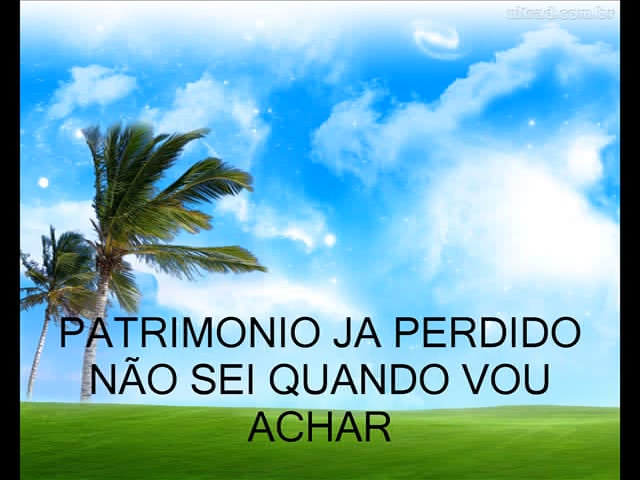 PATRIMONIO JA PERDIDO
NÃO SEI QUANDO VOU
ACHAR